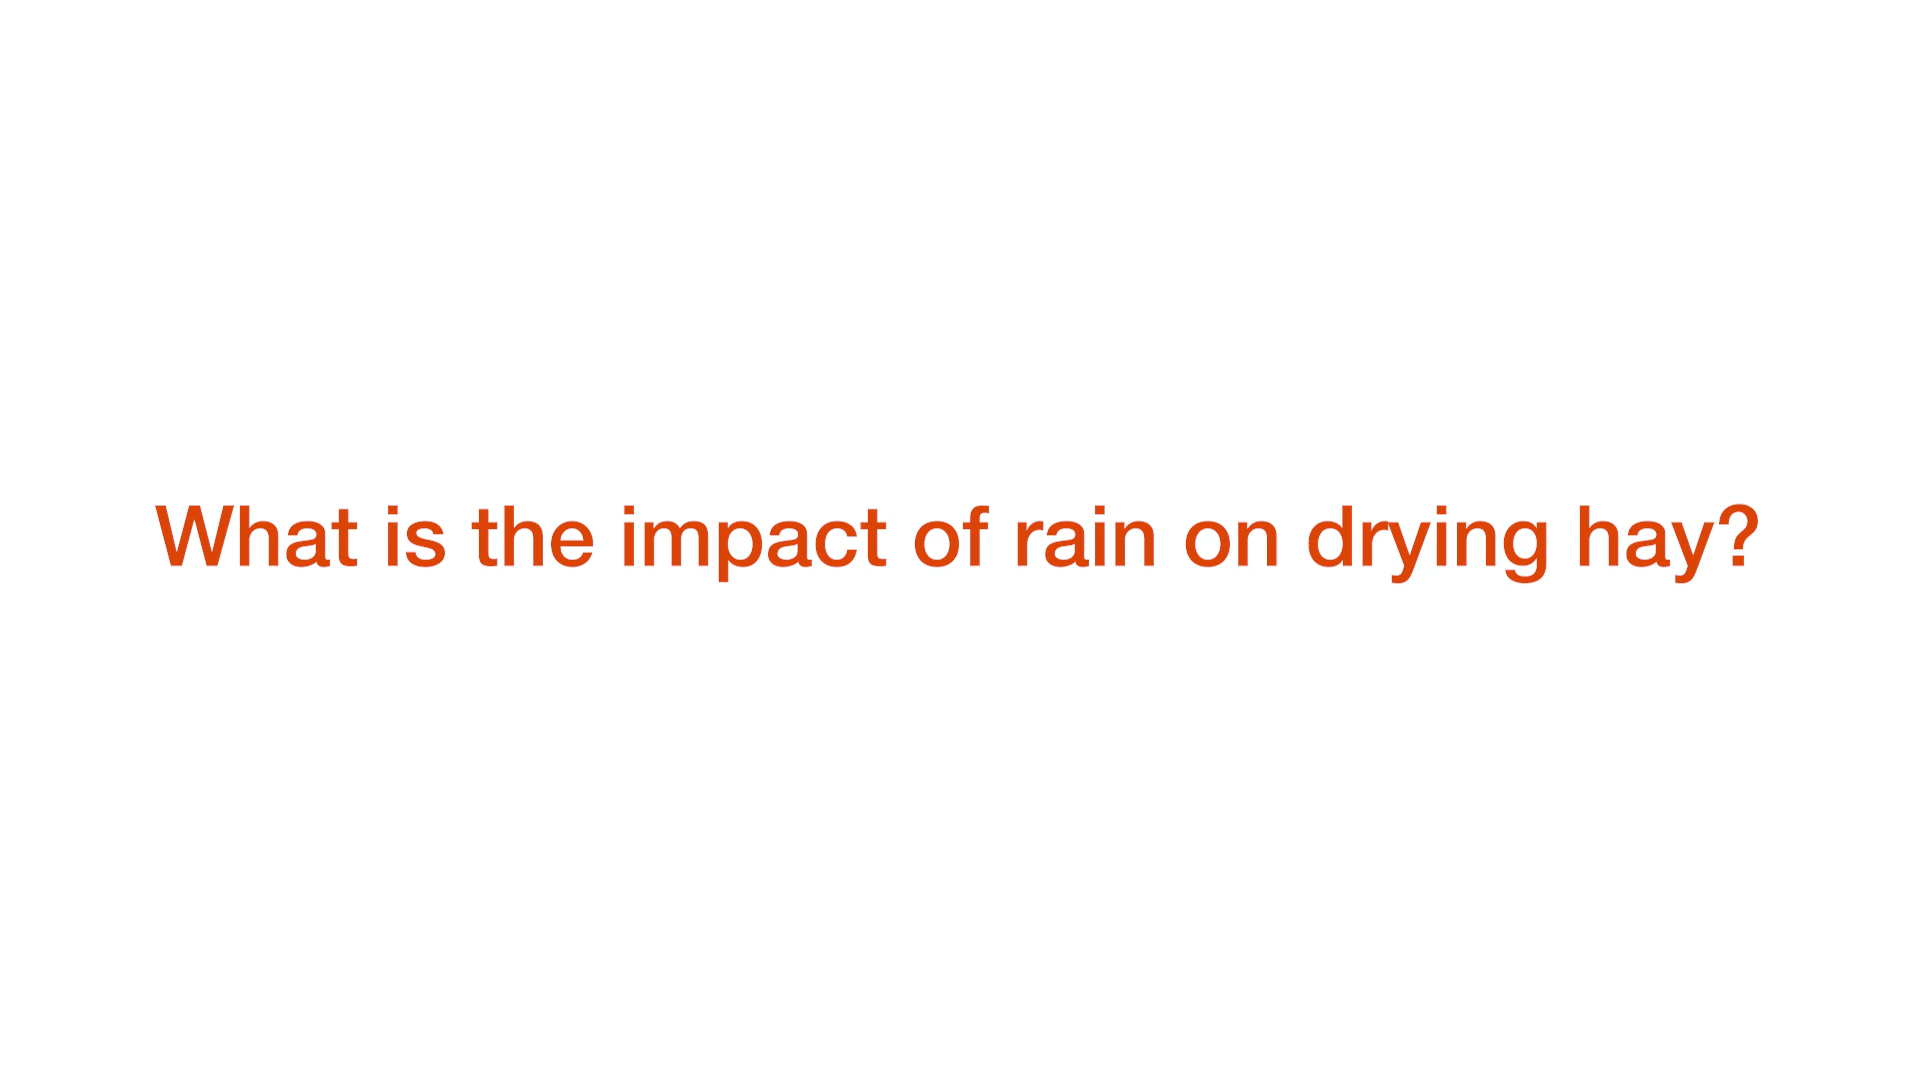 What is the impact of rain on drying hay?